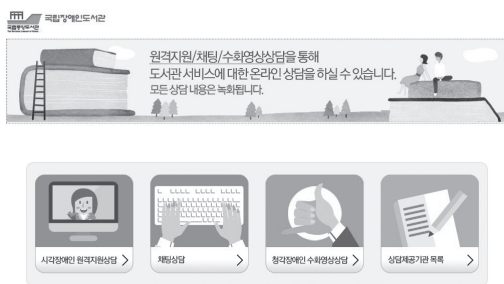 국립장애인도서관
국립중앙도서관
원격지원/채팅/수화영상상담을 통해
도서관 서비스에 대한 온라인 상담을 하실 수 있습니다.
모든 상담 내용은 녹화됩니다.
시각장애인 원격지원상담
채팅상담
청각장애인 수화영상상담
상담제공기관 목록